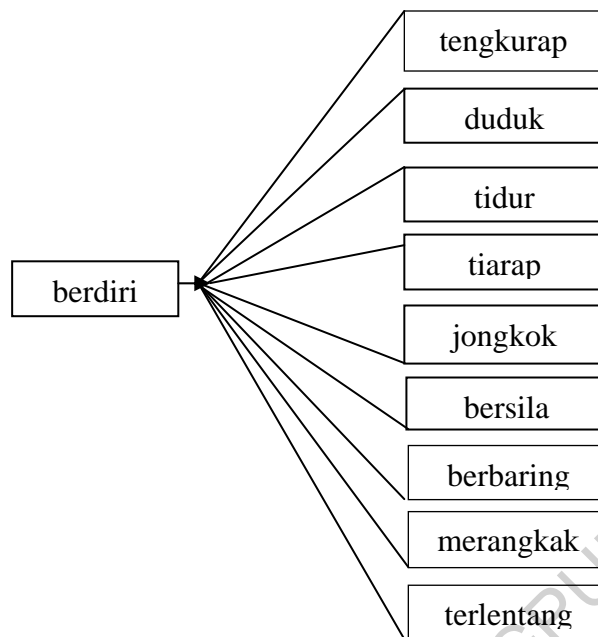 tengkurap
duduk
tidur
tiarap
berdiri
jongkok
bersila
berbaring
merangkak
terlentang